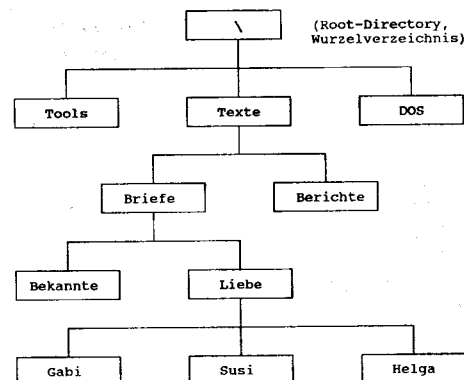 \
(Root-Directory,
Wurzelverzeichnis)
Tools Texte DOS
Briefe Berichte
Bekannte Liebe
Gabi Susi Helga